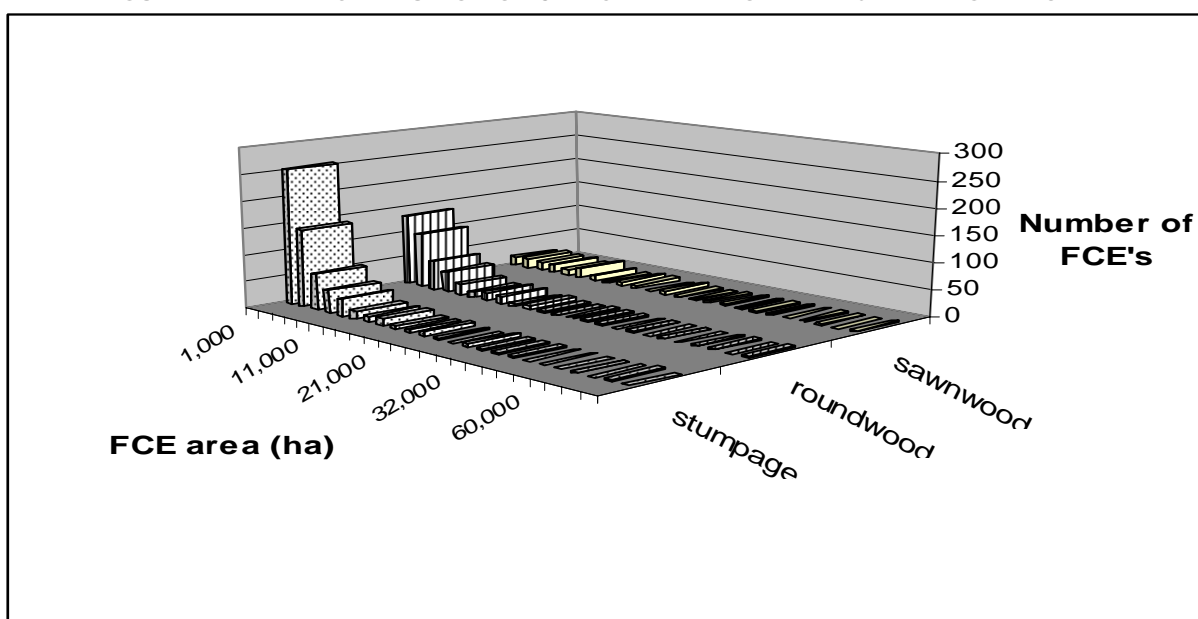 300
250
200
150
100
50
0
Number of
FCE's
1,000
11,000
21,000
32,000
60,000
FCE area (ha)
stumpage
roundwood
sawnwood